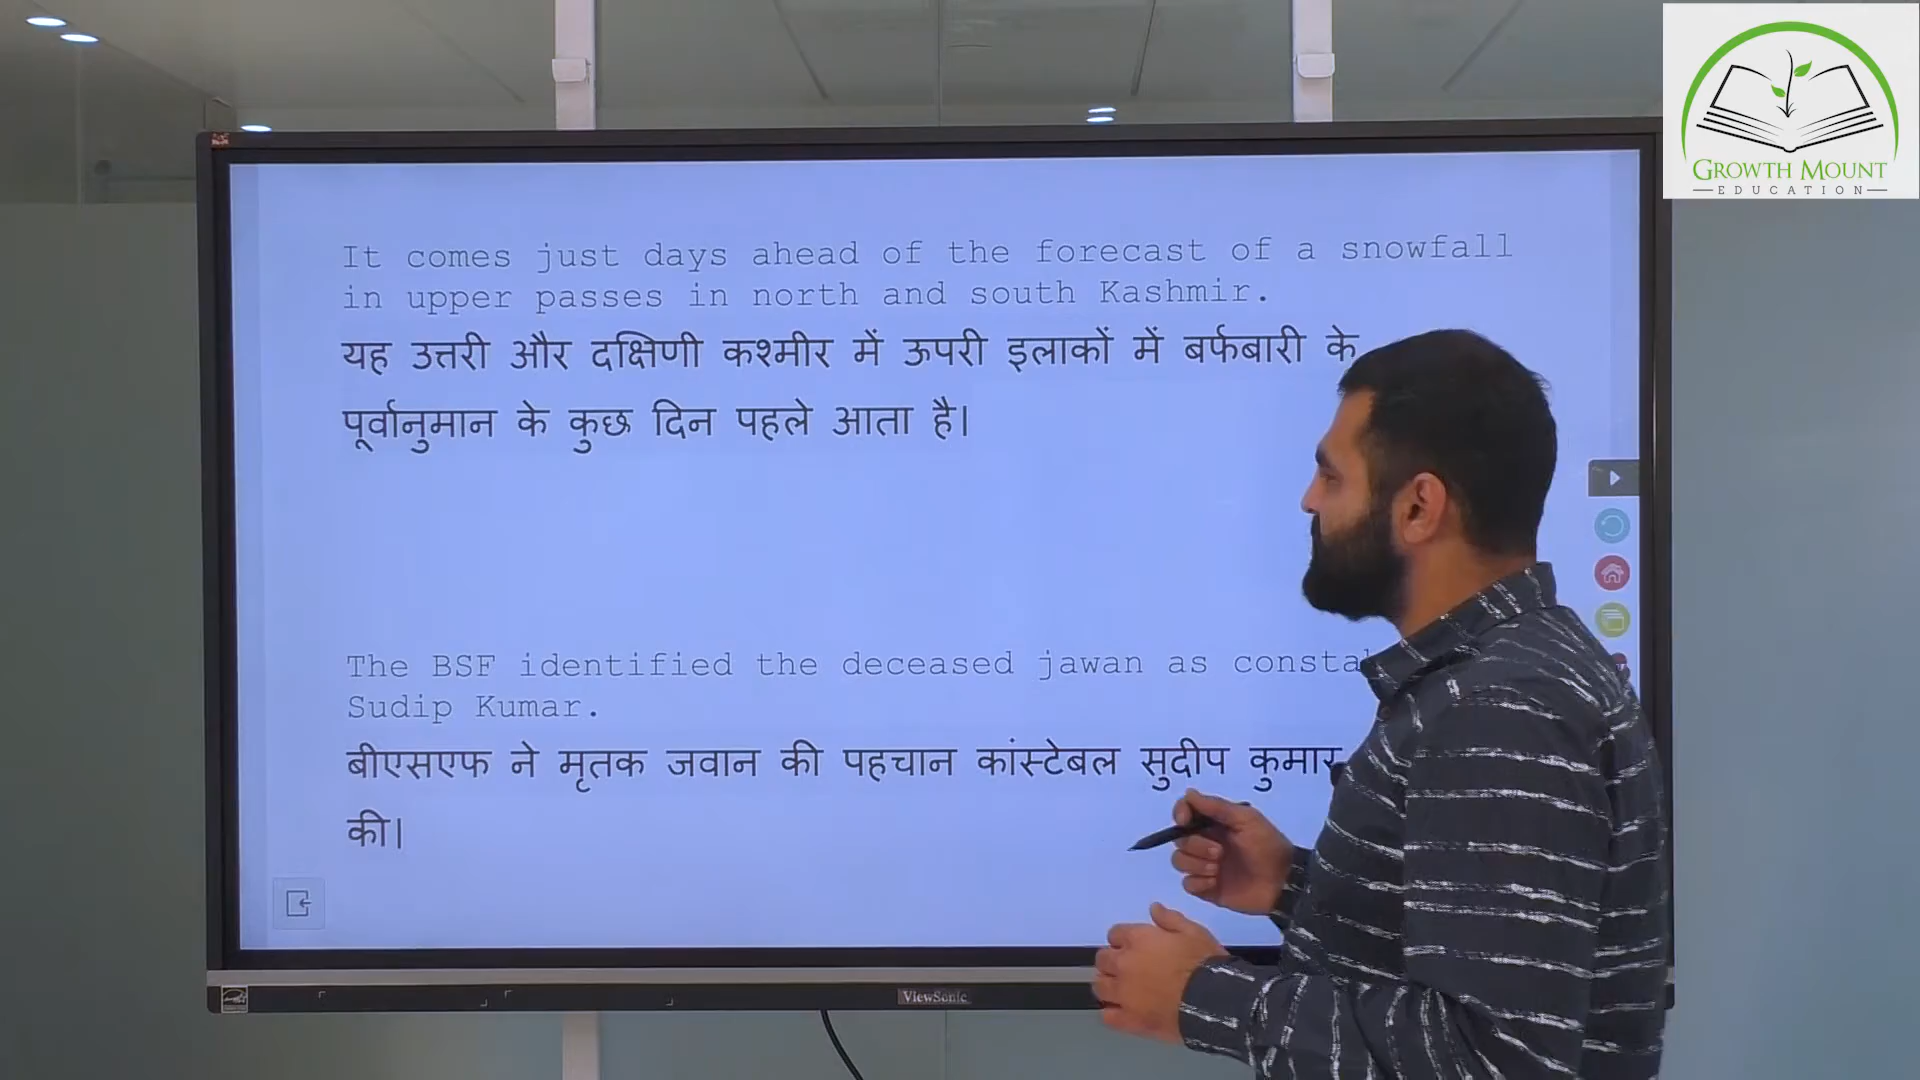 GROWTH MOUNT
EDUCATION
It comes just days ahead of the forecast of a snowfall
in upper passes in north and south Kashmir.
यह उत्तरी और दक्षिणी कश्मीर में ऊपरी इलाकों में बर्फबारी के
पूर्वानुमान के कुछ दिन पहले आता है।
The BSF identified the deceased jawan as
Sudip Kumar.
बीएसएफ ने मृतक जवान की पहचान कांस्टेबल सुदीप कुमार
की।
ViewSonic